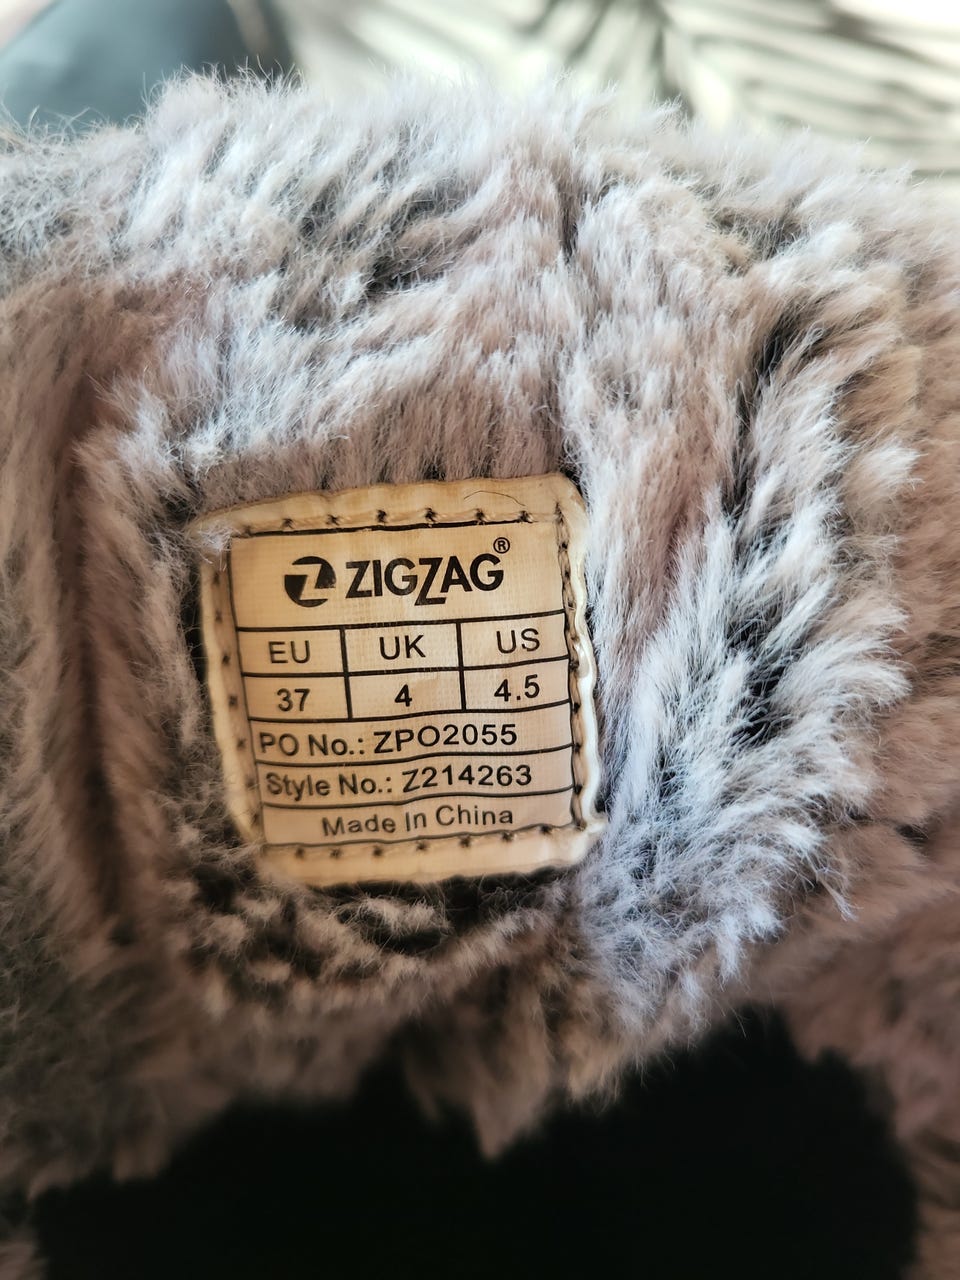 Z ZIGZAG®
EU UK US
37 4 4.5
PO No.: ZPO2055
Style No.: Z214263
Made In China